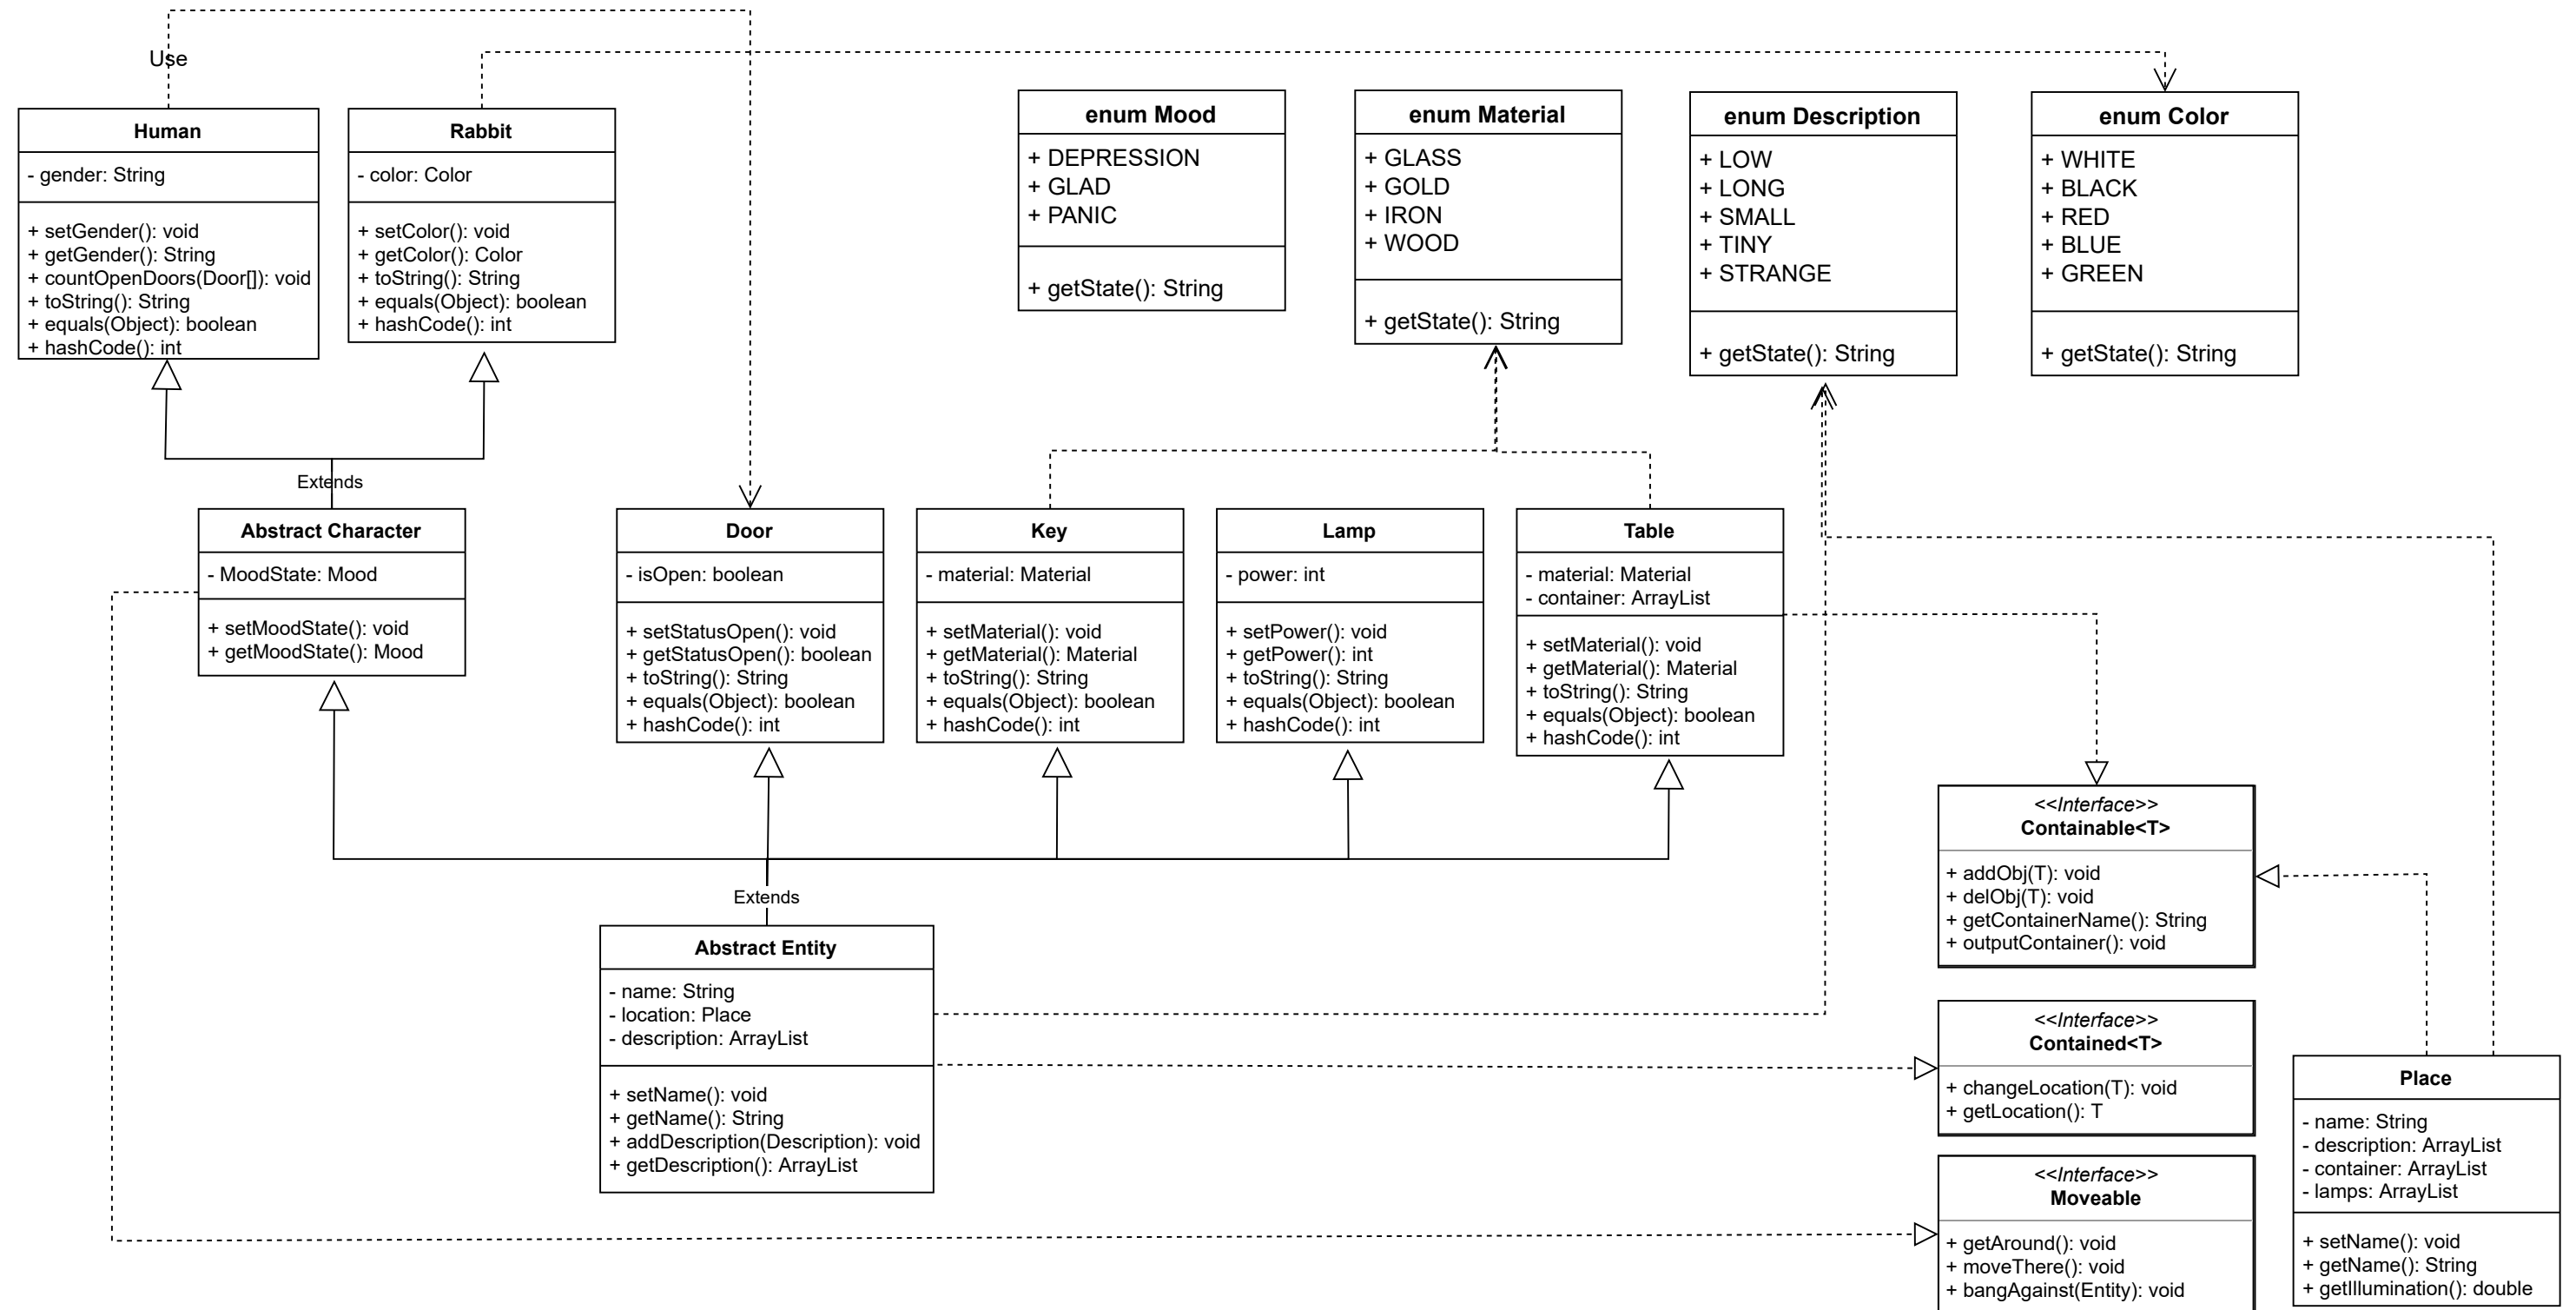 Use
Human
- gender: String
+ setGender(): void
+ getGender(): String
+ countOpenDoors(Door[]): void
+ toString(): String
+ equals(Object): boolean
+ hashCode(): int
Rabbit
- color: Color
+ setColor(): void
+ getColor(): Color
+ toString(): String
+ equals(Object): boolean
+ hashCode(): int
enum Mood
+ DEPRESSION
+ GLAD
+ PANIC
+ getState(): String
enum Material
+ GLASS
+ GOLD
+ IRON
+ WOOD
+ getState(): String
enum Description
+ LOW
+ LONG
+ SMALL
+ TINY
+ STRANGE
+ getState(): String
enum Color
+ WHITE
+ BLACK
+ RED
+ BLUE
+ GREEN
+ getState(): String
Extends
Abstract Character
- MoodState: Mood
+ setMoodState(): void
+ getMoodState(): Mood
Door
- isOpen: boolean
+ setStatusOpen(): void
+ getStatusOpen(): boolean
+ toString(): String
+ equals(Object): boolean
+ hashCode(): int
Key
- material: Material
+ setMaterial(): void
+ getMaterial(): Material
+ toString(): String
+ equals(Object): boolean
+ hashCode(): int
Lamp
- power: int
+ setPower(): void
+ getPower(): int
+ toString(): String
+ equals(Object): boolean
+ hashCode(): int
Table
- material: Material
- container: ArrayList
+ setMaterial(): void
+ getMaterial(): Material
+ toString(): String
+ equals(Object): boolean
+ hashCode(): int
Extends
Abstract Entity
- name: String
- location: Place
- description: ArrayList
+ setName(): void
+ getName(): String
+ addDescription(Description): void
+ getDescription(): ArrayList
<<Interface>>
Containable<T>
+ addObj(T): void
+ delObj(T): void
+ getContainerName(): String
+ outputContainer(): void
<<Interface>>
Contained<T>
+ changeLocation(T): void
+ getLocation(): T
<<Interface>>
Moveable
+ getAround(): void
+ moveThere(): void
+ bangAgainst(Entity): void
Place
- name: String
- description: ArrayList
- container: ArrayList
- lamps: ArrayList
+ setName(): void
+ getName(): String
+ getIllumination(): double